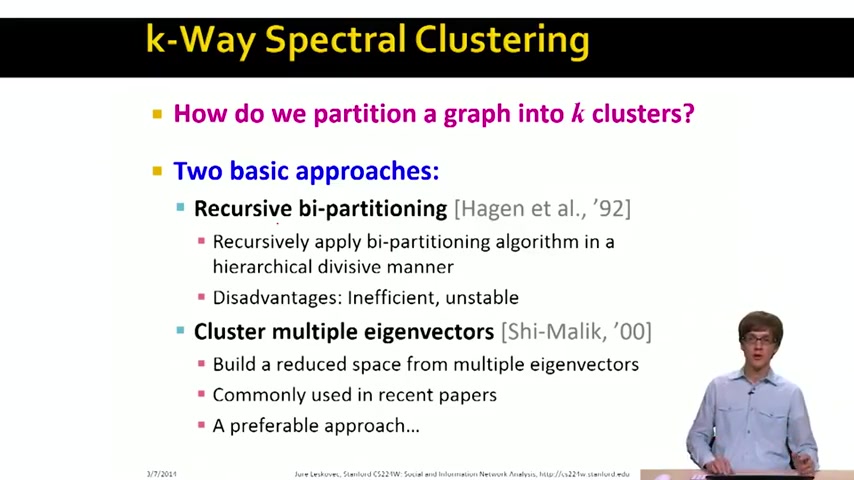 k-Way Spectral Clustering
How do we partition a graph into k clusters?
Two basic approaches:
Recursive bi-partitioning [Hagen et al., ’92]
Recursively apply bi-partitioning algorithm in a
hierarchical divisive manner
Disadvantages: Inefficient, unstable
Cluster multiple eigenvectors [Shi-Malik, ’00]
Build a reduced space from multiple eigenvectors
Commonly used in recent papers
A preferable approach…
3/7/2014 Jure Leskovec, Stanford CS224W: Social and Information Network Analysis, http://cs224w.stanford.edu